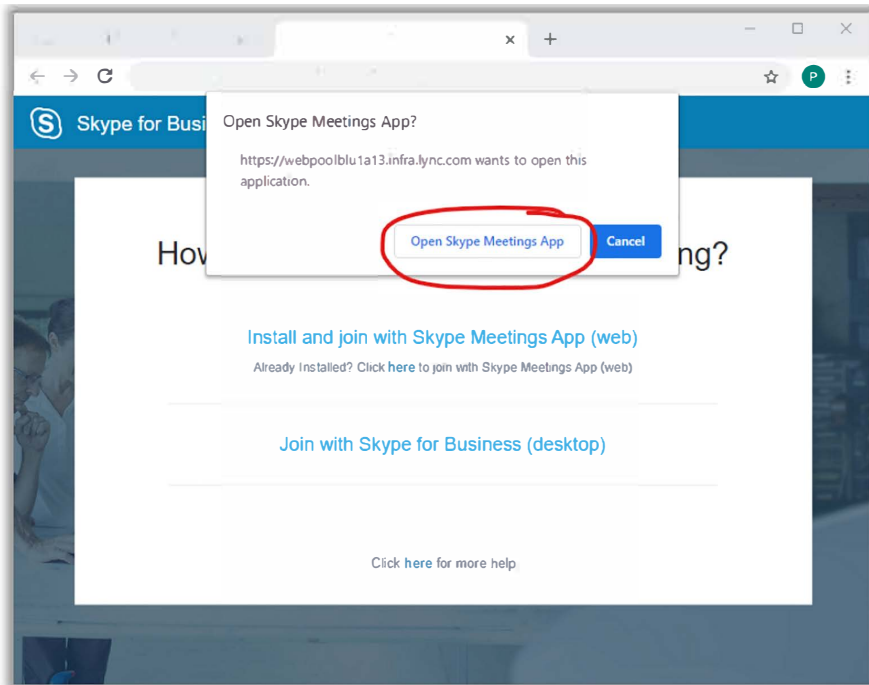 P
Skype for Busi
Open Skype Meetings App?
https://webpoolblu1a13.infra.lync.com wants to open this
application.
Open Skype Meetings App
Cancel
How
ng?
Install and join with Skype Meetings App (web)
Already Installed? Click here to join with Skype Meetings App (web)
Join with Skype for Business (desktop)
Click here for more help